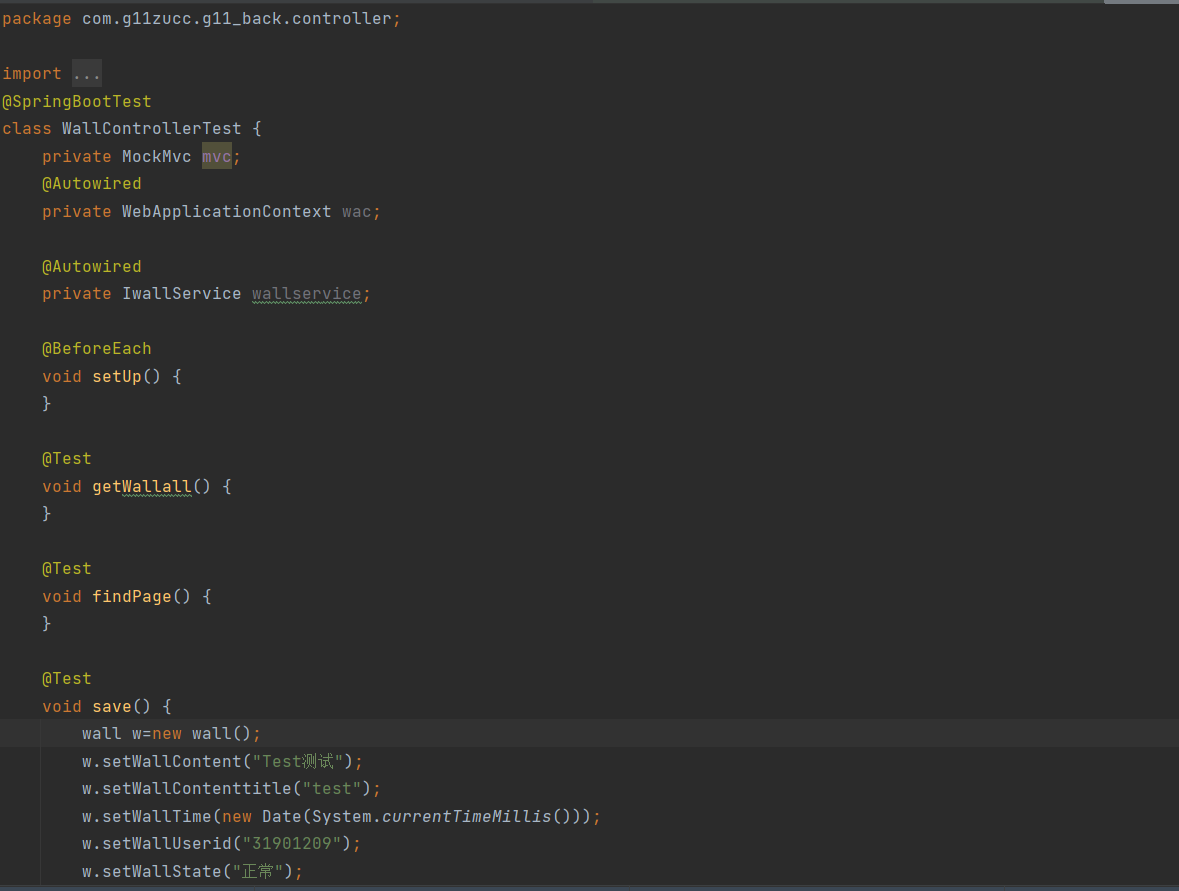 package com.g11zucc.g11_back.controller;
import ...
@SpringBootTest
class WallControllerTest {
private MockMvc mvc;
@Autowired
private WebApplicationContext wac;
@Autowired
private IwallService wallservice;
@BeforeEach
void setUp() {
}
@Test
void getWallall() {
}
@Test
void findPage() {
}
@Test
void save() {
wall w=new wall();
w.setWallContent("Test测试");
w.setWallContenttitle("test");
w.setWallTime(new Date(System.currentTimeMillis()));
w.setWallUserid("31901209");
w.setWallState("正常");